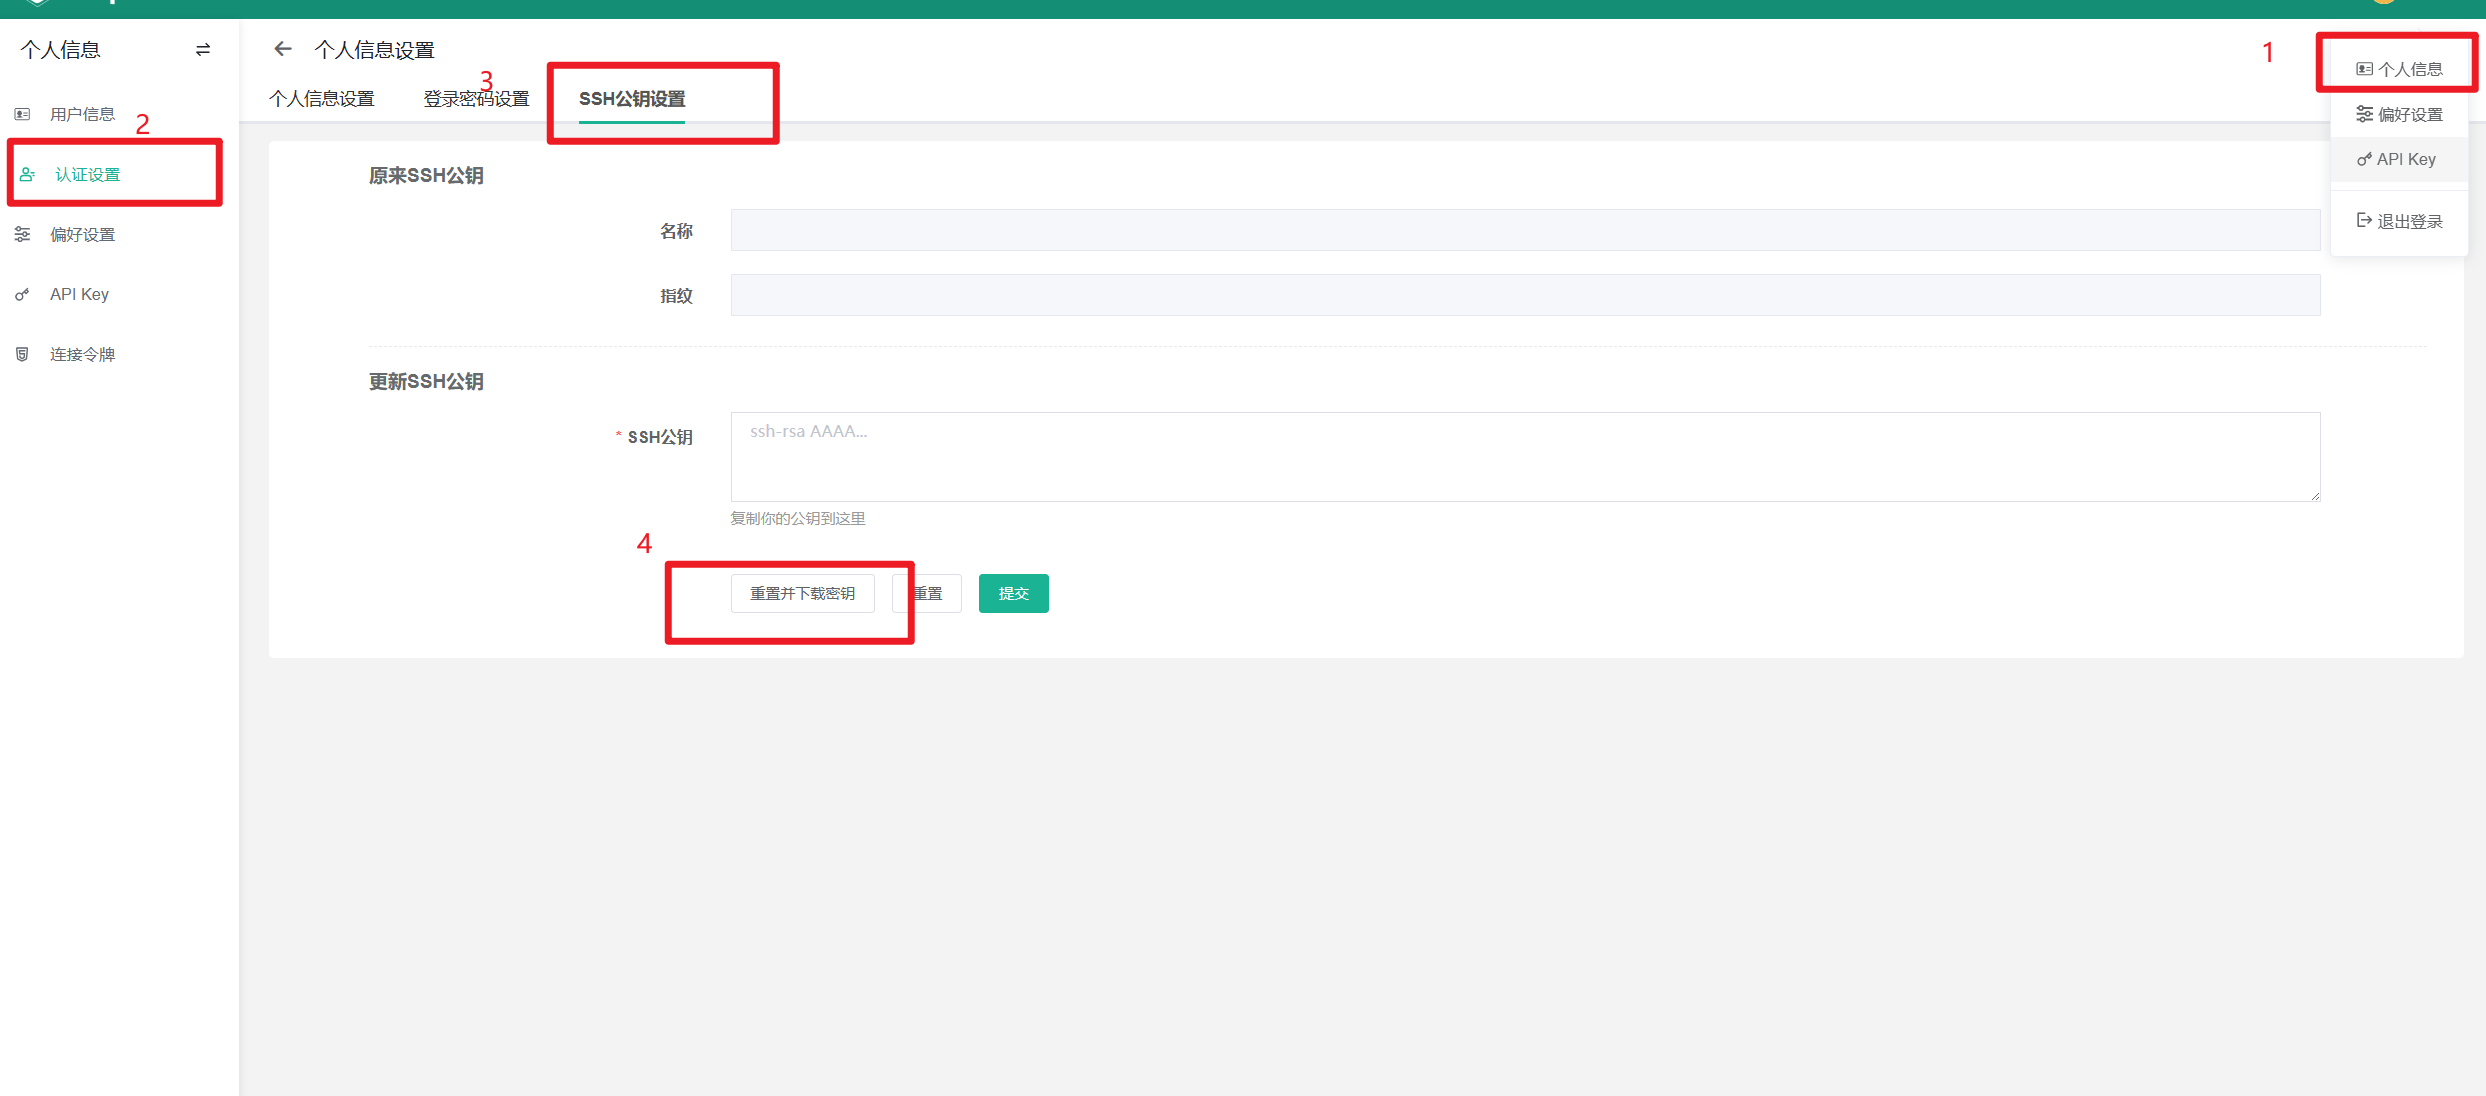 个人信息
个人信息设置
1
个人信息
个人信息设置
登录密码设置
3
SSH公钥设置
用户信息
2
认证设置
偏好设置
API Key
连接令牌
偏好设置
API Key
退出登录
原来SSH公钥
名称
指纹
更新SSH公钥
* SSH公钥
ssh-rsa AAAA...
复制你的公钥到这里
4
重置并下载密钥
重置
提交